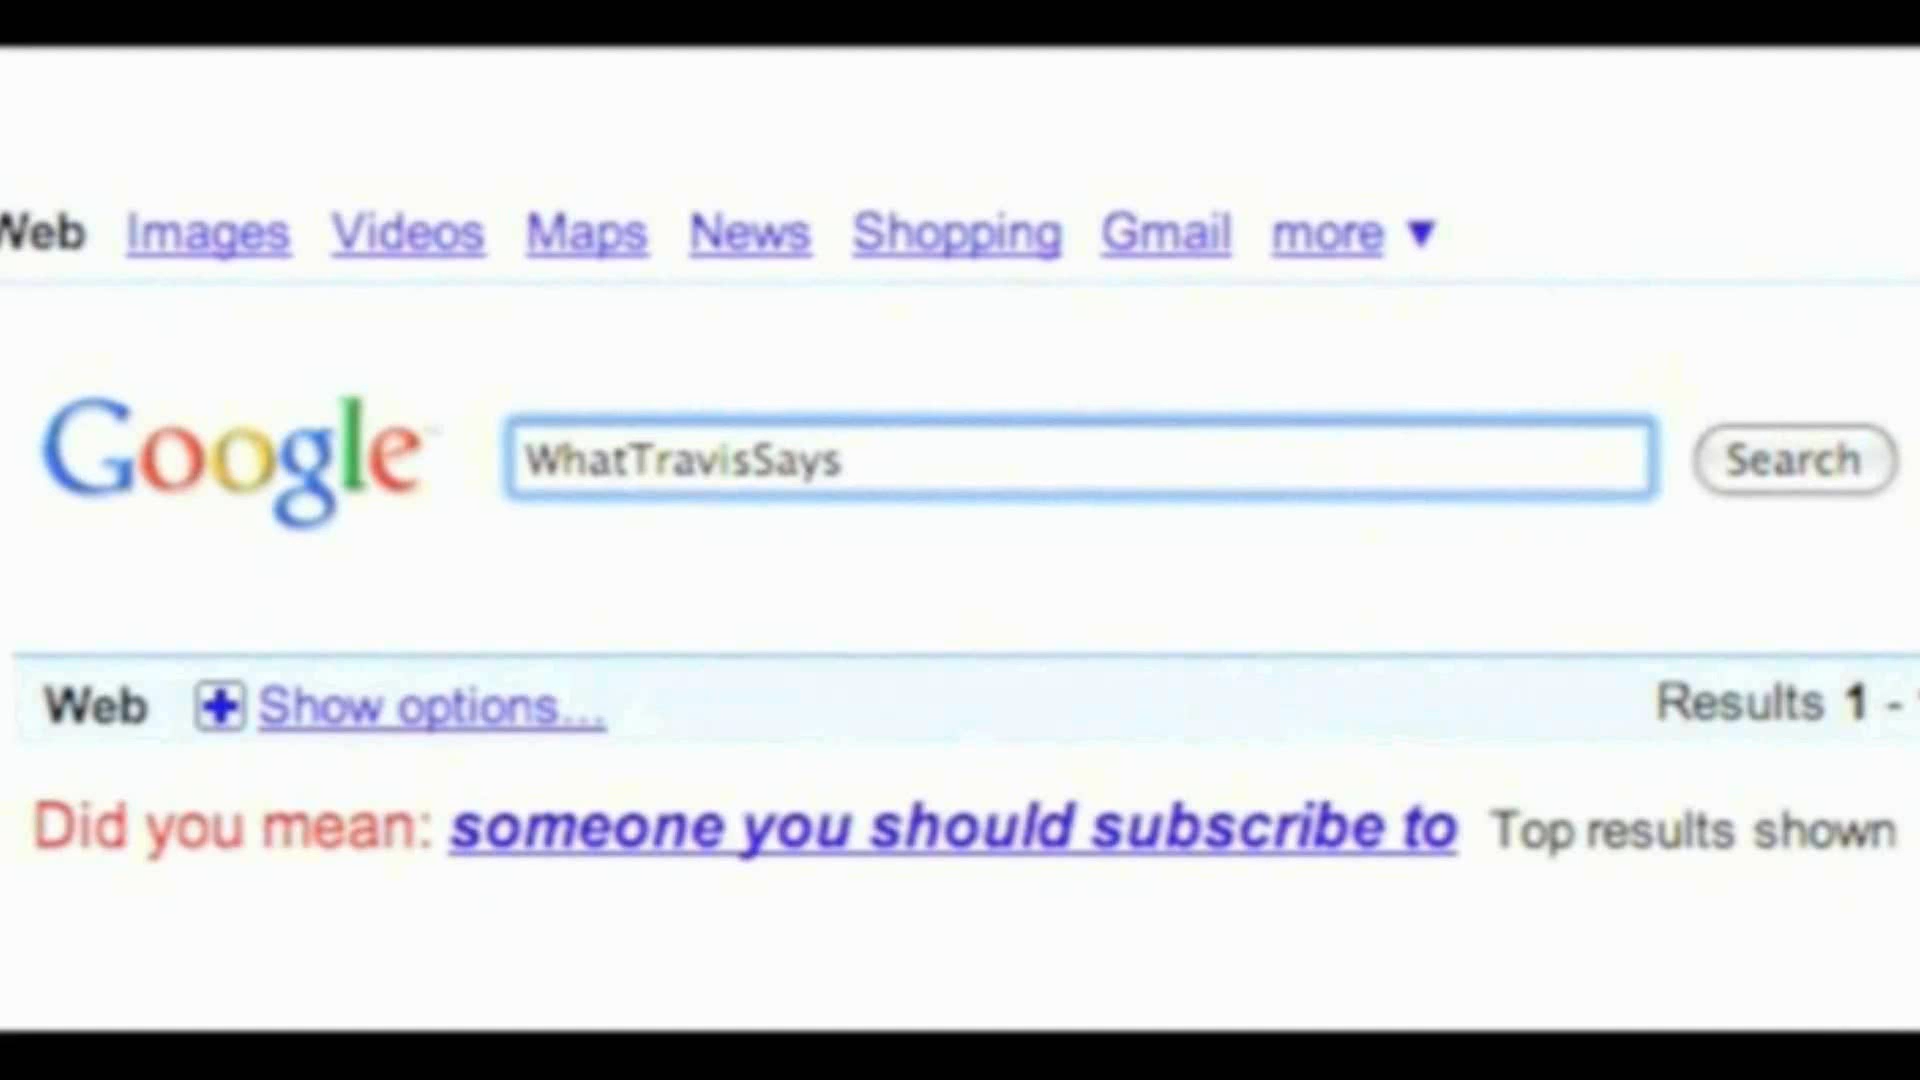 Web Images Videos Maps News Shopping Gmail more ▼
Google WhatTravisSays Search
Web Show options... Results 1 -
Did you mean: someone you should subscribe to Top results shown